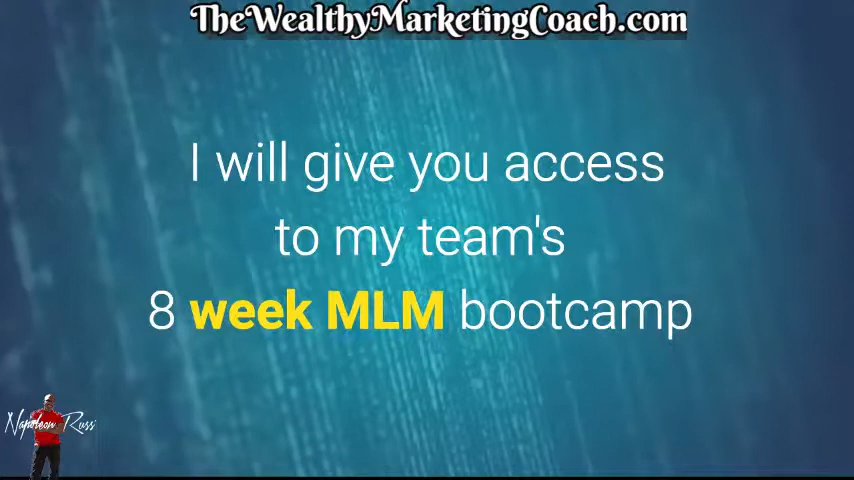 TheWealthyMarketingCoach.com
I will give you access
to my team's
8 week MLM bootcamp
Napoleon Russ